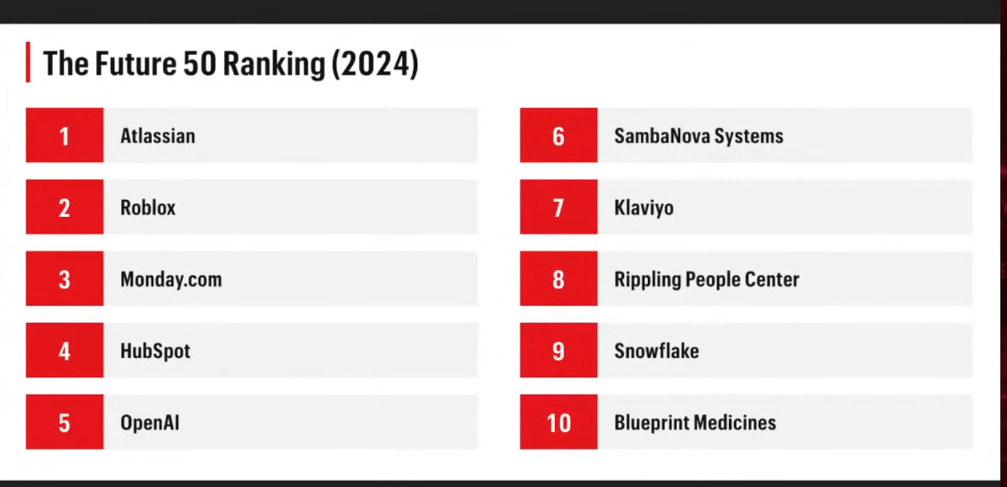 The Future 50 Ranking (2024)
1 Atlassian
2 Roblox
3 Monday.com
4 HubSpot
5 OpenAI
6 SambaNova Systems
7 Klaviyo
8 Rippling People Center
9 Snowflake
10 Blueprint Medicines